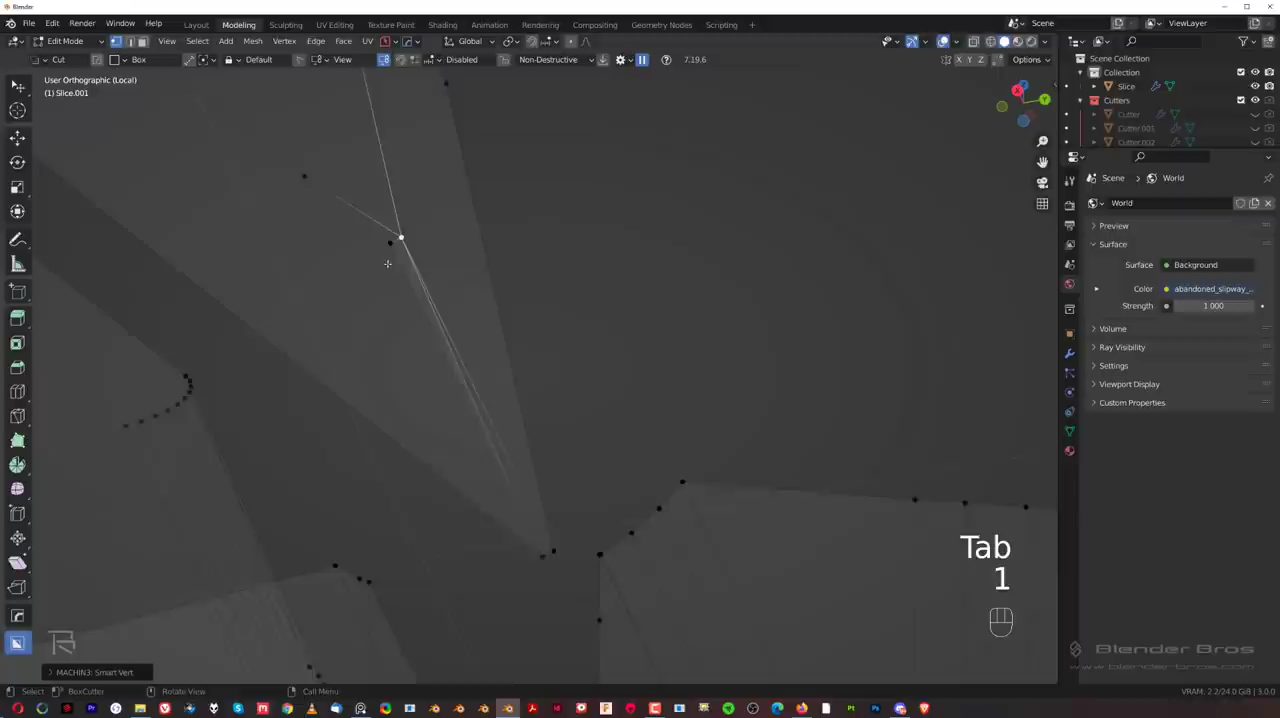 Blender
File Edit Render Window Help Layout Modeling Sculpting UV Editing Texture Paint Shading Animation Rendering Compositing Geometry Nodes Scripting + Scene ViewLayer
Edit Mode View Select Add Mesh Vertex Edge Face UV Global
Cut Box Default View Disabled Non-Destructive 7.19.6 X Y Z Options
User Orthographic (Local)
(1) Slice.001
Scene Collection
Collection
Slice
Cutters
Cutter
Cutter.001
Cutter.002
Scene > World
World
Preview
Surface
Surface Background
Color abandoned_slipway_...
Strength 1.000
Volume
Ray Visibility
Settings
Viewport Display
Custom Properties
Tab
1
MACHIN3: Smart Vert
Blender Bros
www.blender-bros.com
Select BoxCutter Rotate View Call Menu VRAM: 2.2/24.0 GiB | 3.0.0